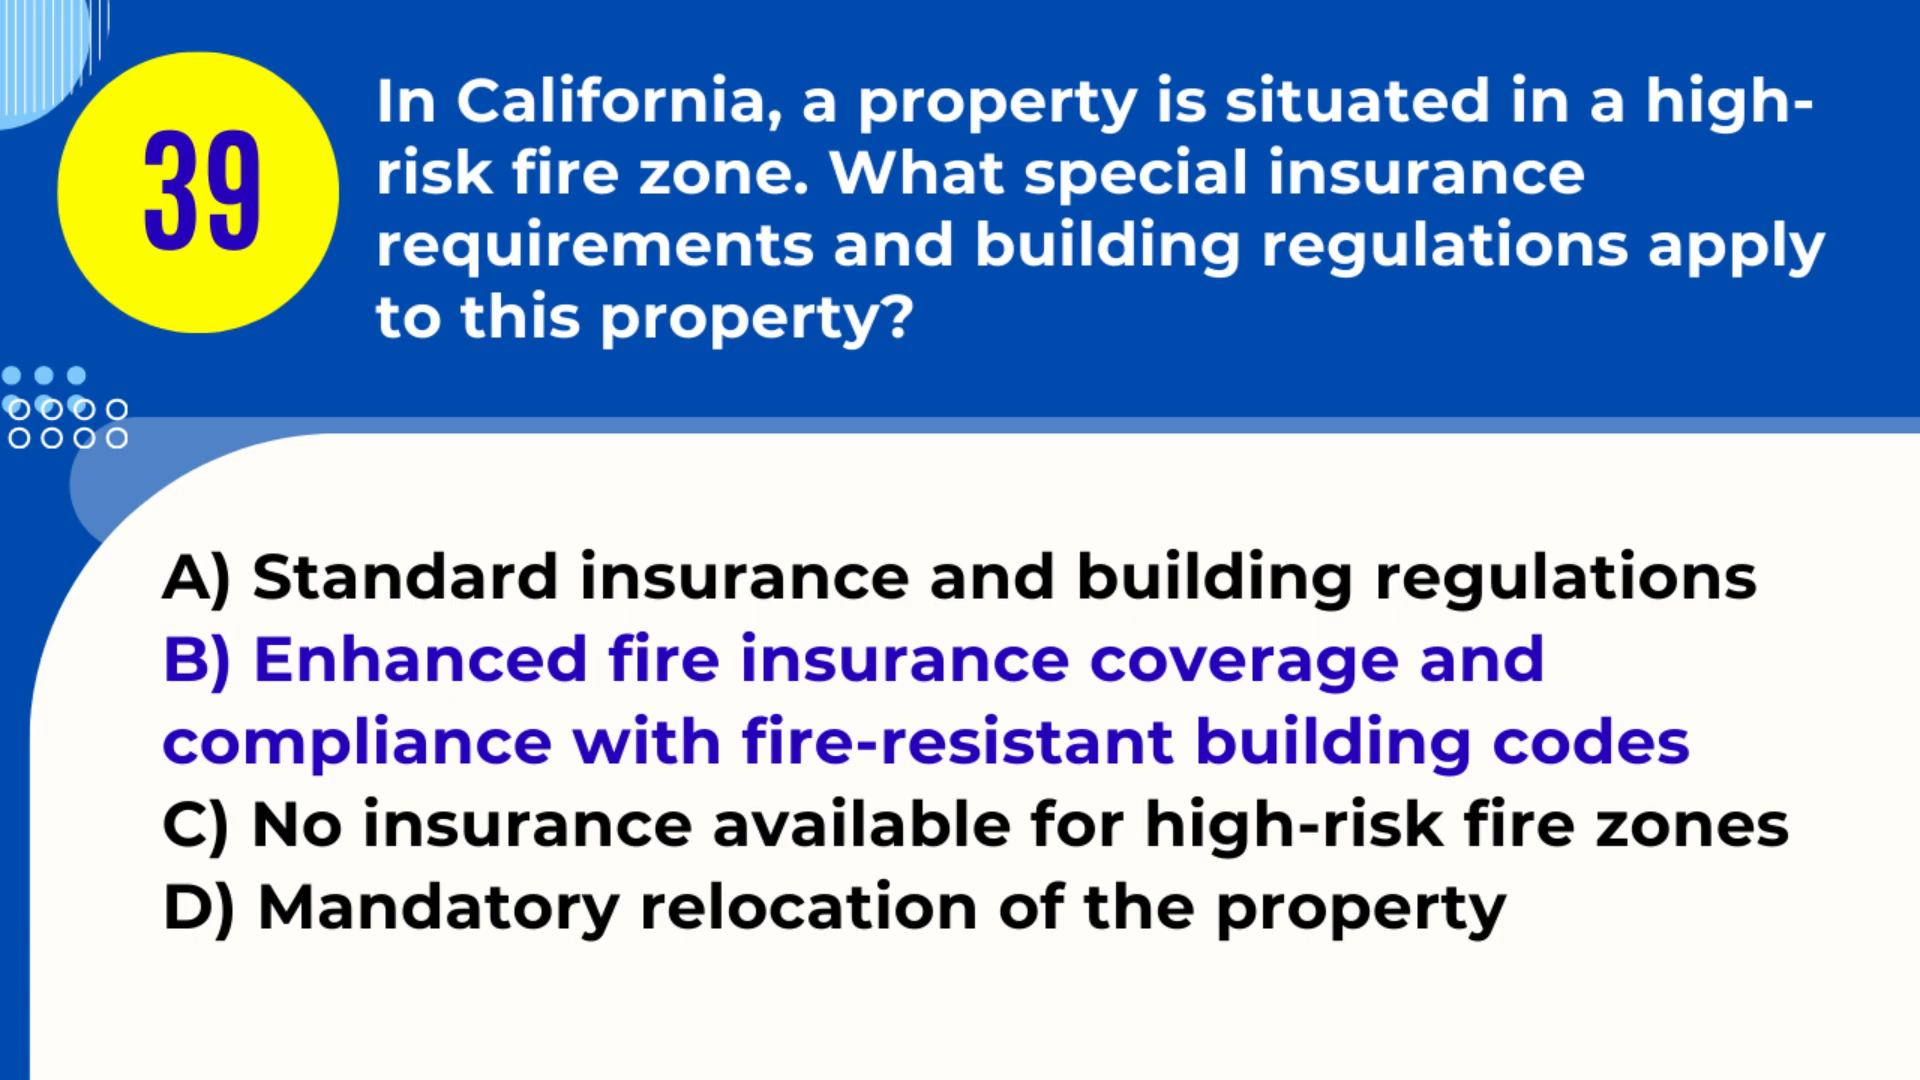 39
In California, a property is situated in a high-
risk fire zone. What special insurance
requirements and building regulations apply
to this property?
A) Standard insurance and building regulations
B) Enhanced fire insurance coverage and
compliance with fire-resistant building codes
C) No insurance available for high-risk fire zones
D) Mandatory relocation of the property